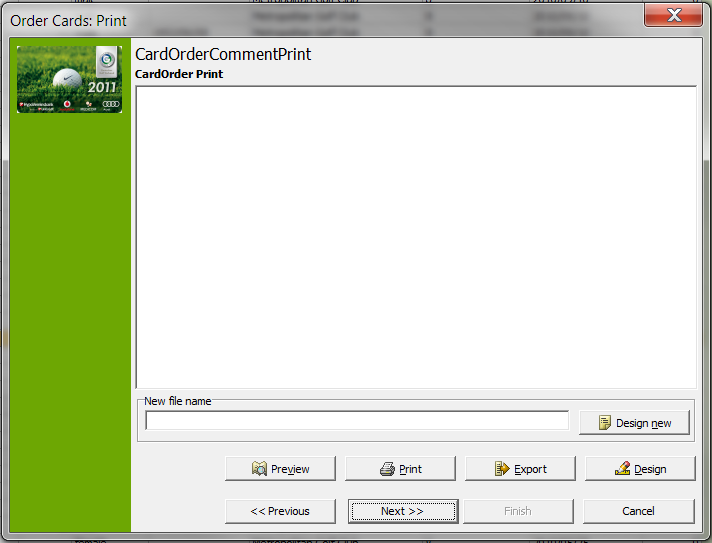 Order Cards: Print
2011
CardOrderCommentPrint
CardOrder Print
New file name
Design new
Preview
Print
Export
Design
<< Previous
Next >>
Finish
Cancel